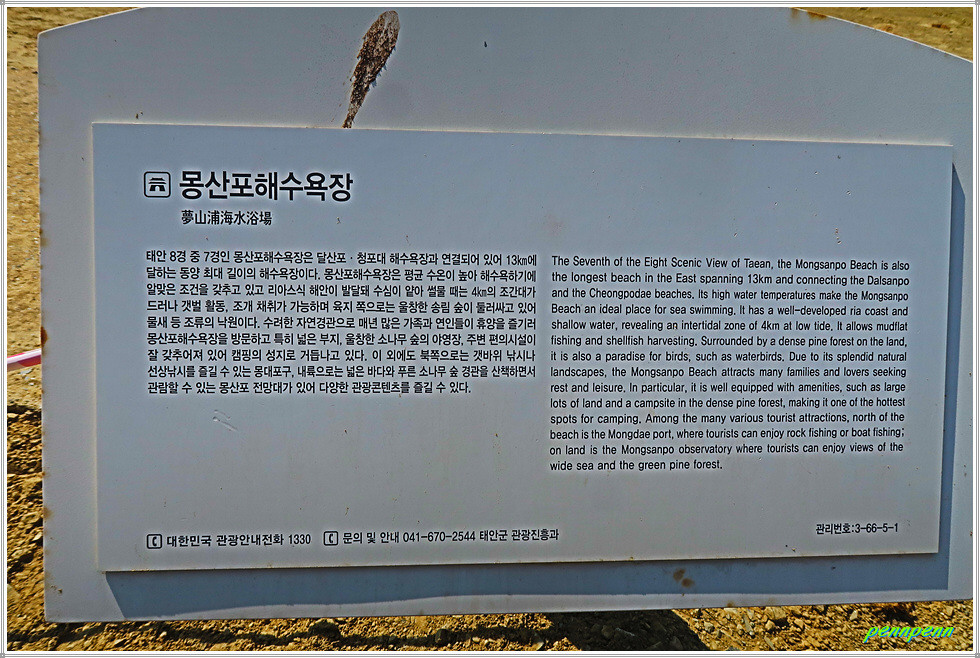 몽산포해수욕장
夢山浦海水浴場
태안 8경 중 7경인 몽산포해수욕장은 달산포 · 청포대 해수욕장과 연결되어 있어 13㎞에
달하는 동양 최대 길이의 해수욕장이다. 몽산포해수욕장은 평균 수온이 높아 해수욕하기에
알맞은 조건을 갖추고 있고 리아스식 해안이 발달돼 수심이 얕아 썰물 때는 4㎞의 조간대가
드러나 갯벌 활동, 조개 채취가 가능하며 육지 쪽으로는 울창한 송림 숲이 둘러싸고 있어
물새 등 조류의 낙원이다. 수려한 자연경관으로 매년 많은 가족과 연인들이 휴양을 즐기러
몽산포해수욕장을 방문하고 특히 넓은 부지, 울창한 소나무 숲의 야영장, 주변 편의시설이
잘 갖추어져 있어 캠핑의 성지로 거듭나고 있다. 이 외에도 북쪽으로는 갯바위 낚시나
선상낚시를 즐길 수 있는 몽대포구, 내륙으로는 넓은 바다와 푸른 소나무 숲 경관을 산책하면서
관람할 수 있는 몽산포 전망대가 있어 다양한 관광콘텐츠를 즐길 수 있다.
The Seventh of the Eight Scenic View of Taean, the Mongsanpo Beach is also
the longest beach in the East spanning 13km and connecting the Dalsanpo
and the Cheongpodae beaches. Its high water temperatures make the Mongsanpo
Beach an ideal place for sea swimming. It has a well-developed ria coast and
shallow water, revealing an intertidal zone of 4km at low tide. It allows mudflat
fishing and shellfish harvesting. Surrounded by a dense pine forest on the land,
it is also a paradise for birds, such as waterbirds. Due to its splendid natural
landscapes, the Mongsanpo Beach attracts many families and lovers seeking
rest and leisure. In particular, it is well equipped with amenities, such as large
lots of land and a campsite in the dense pine forest, making it one of the hottest
spots for camping. Among the many various tourist attractions, north of the
beach is the Mongdae port, where tourists can enjoy rock fishing or boat fishing;
on land is the Mongsanpo observatory where tourists can enjoy views of the
wide sea and the green pine forest.
대한민국 관광안내전화 1330 문의 및 안내 041-670-2544 태안군 관광진흥과
관리번호:3-66-5-1
pennpenn